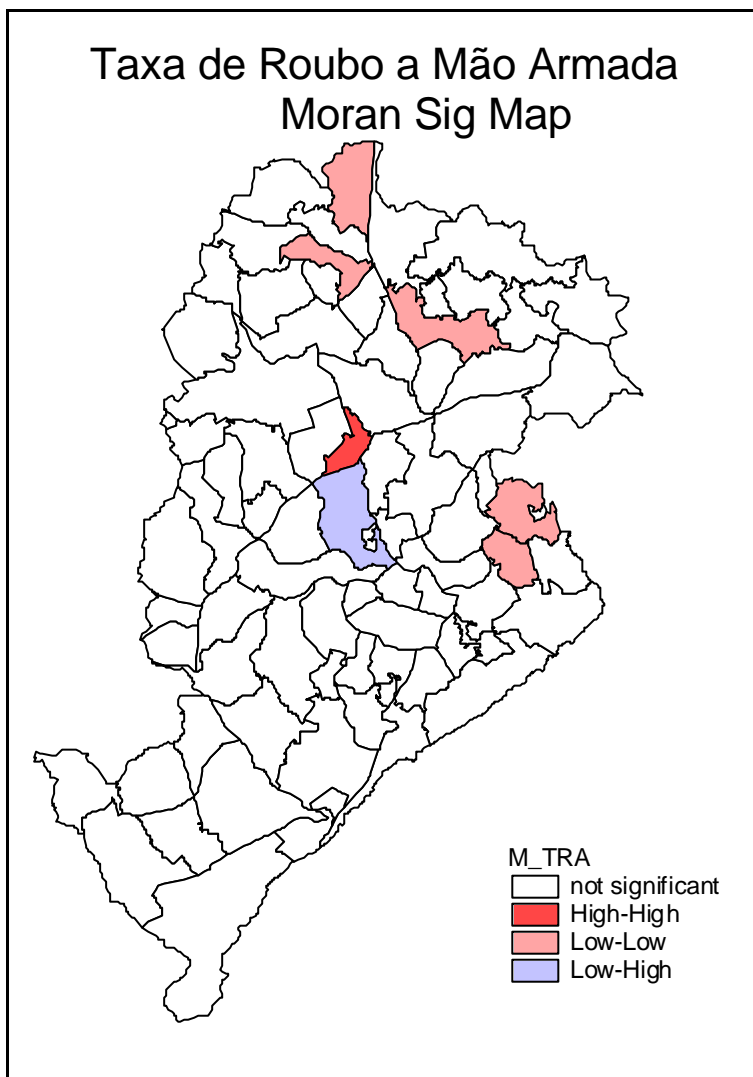 Taxa de Roubo a Mão Armada
Moran Sig Map
M_TRA
not significant
High-High
Low-Low
Low-High